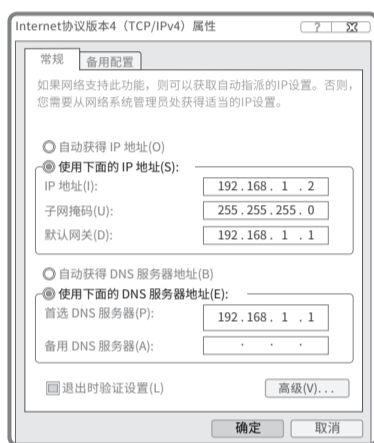 Internet协议版本4（TCP/IPv4）属性
常规 备用配置
如果网络支持此功能，则可以获取自动指派的IP设置。否则，
您需要从网络系统管理员处获得适当的IP设置。
自动获得 IP 地址(O)
使用下面的 IP 地址(S):
IP 地址(I): 192.168. 1 . 2
子网掩码(U): 255.255.255. 0
默认网关(D): 192.168. 1 . 1
自动获得 DNS 服务器地址(B)
使用下面的 DNS 服务器地址(E):
首选 DNS 服务器(P): 192.168. 1 . 1
备用 DNS 服务器(A): . . .
退出时验证设置(L) 高级(V)...
确定 取消